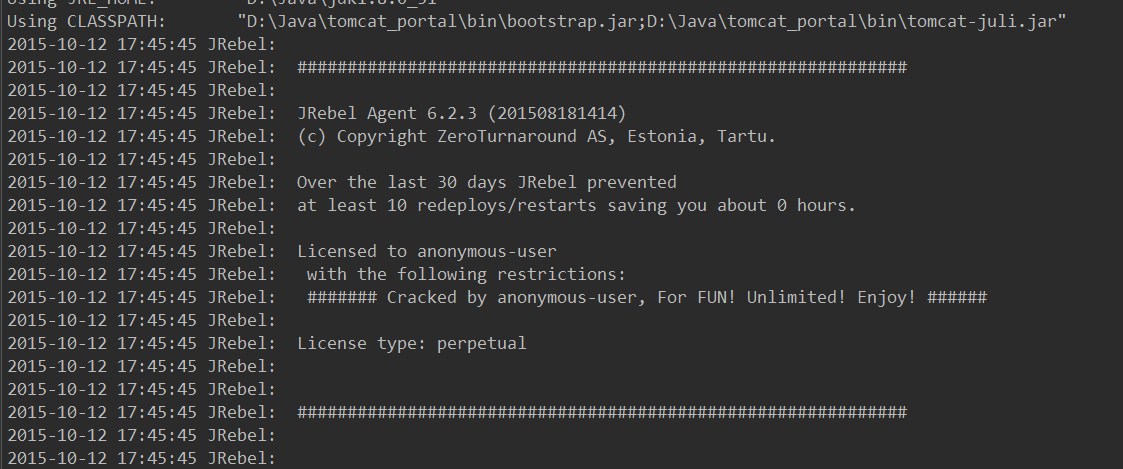 Using JRE_HOME:
Using CLASSPATH:       "D:\Java\tomcat_portal\bin\bootstrap.jar;D:\Java\tomcat_portal\bin\tomcat-juli.jar"
2015-10-12 17:45:45 JRebel:
2015-10-12 17:45:45 JRebel:  #############################################################
2015-10-12 17:45:45 JRebel:
2015-10-12 17:45:45 JRebel:  JRebel Agent 6.2.3 (201508181414)
2015-10-12 17:45:45 JRebel:  (c) Copyright ZeroTurnaround AS, Estonia, Tartu.
2015-10-12 17:45:45 JRebel:
2015-10-12 17:45:45 JRebel:  Over the last 30 days JRebel prevented
2015-10-12 17:45:45 JRebel:  at least 10 redeploys/restarts saving you about 0 hours.
2015-10-12 17:45:45 JRebel:
2015-10-12 17:45:45 JRebel:  Licensed to anonymous-user
2015-10-12 17:45:45 JRebel:   with the following restrictions:
2015-10-12 17:45:45 JRebel:   ####### Cracked by anonymous-user, For FUN! Unlimited! Enjoy! ######
2015-10-12 17:45:45 JRebel:
2015-10-12 17:45:45 JRebel:  License type: perpetual
2015-10-12 17:45:45 JRebel:
2015-10-12 17:45:45 JRebel:
2015-10-12 17:45:45 JRebel:  #############################################################
2015-10-12 17:45:45 JRebel:
2015-10-12 17:45:45 JRebel: